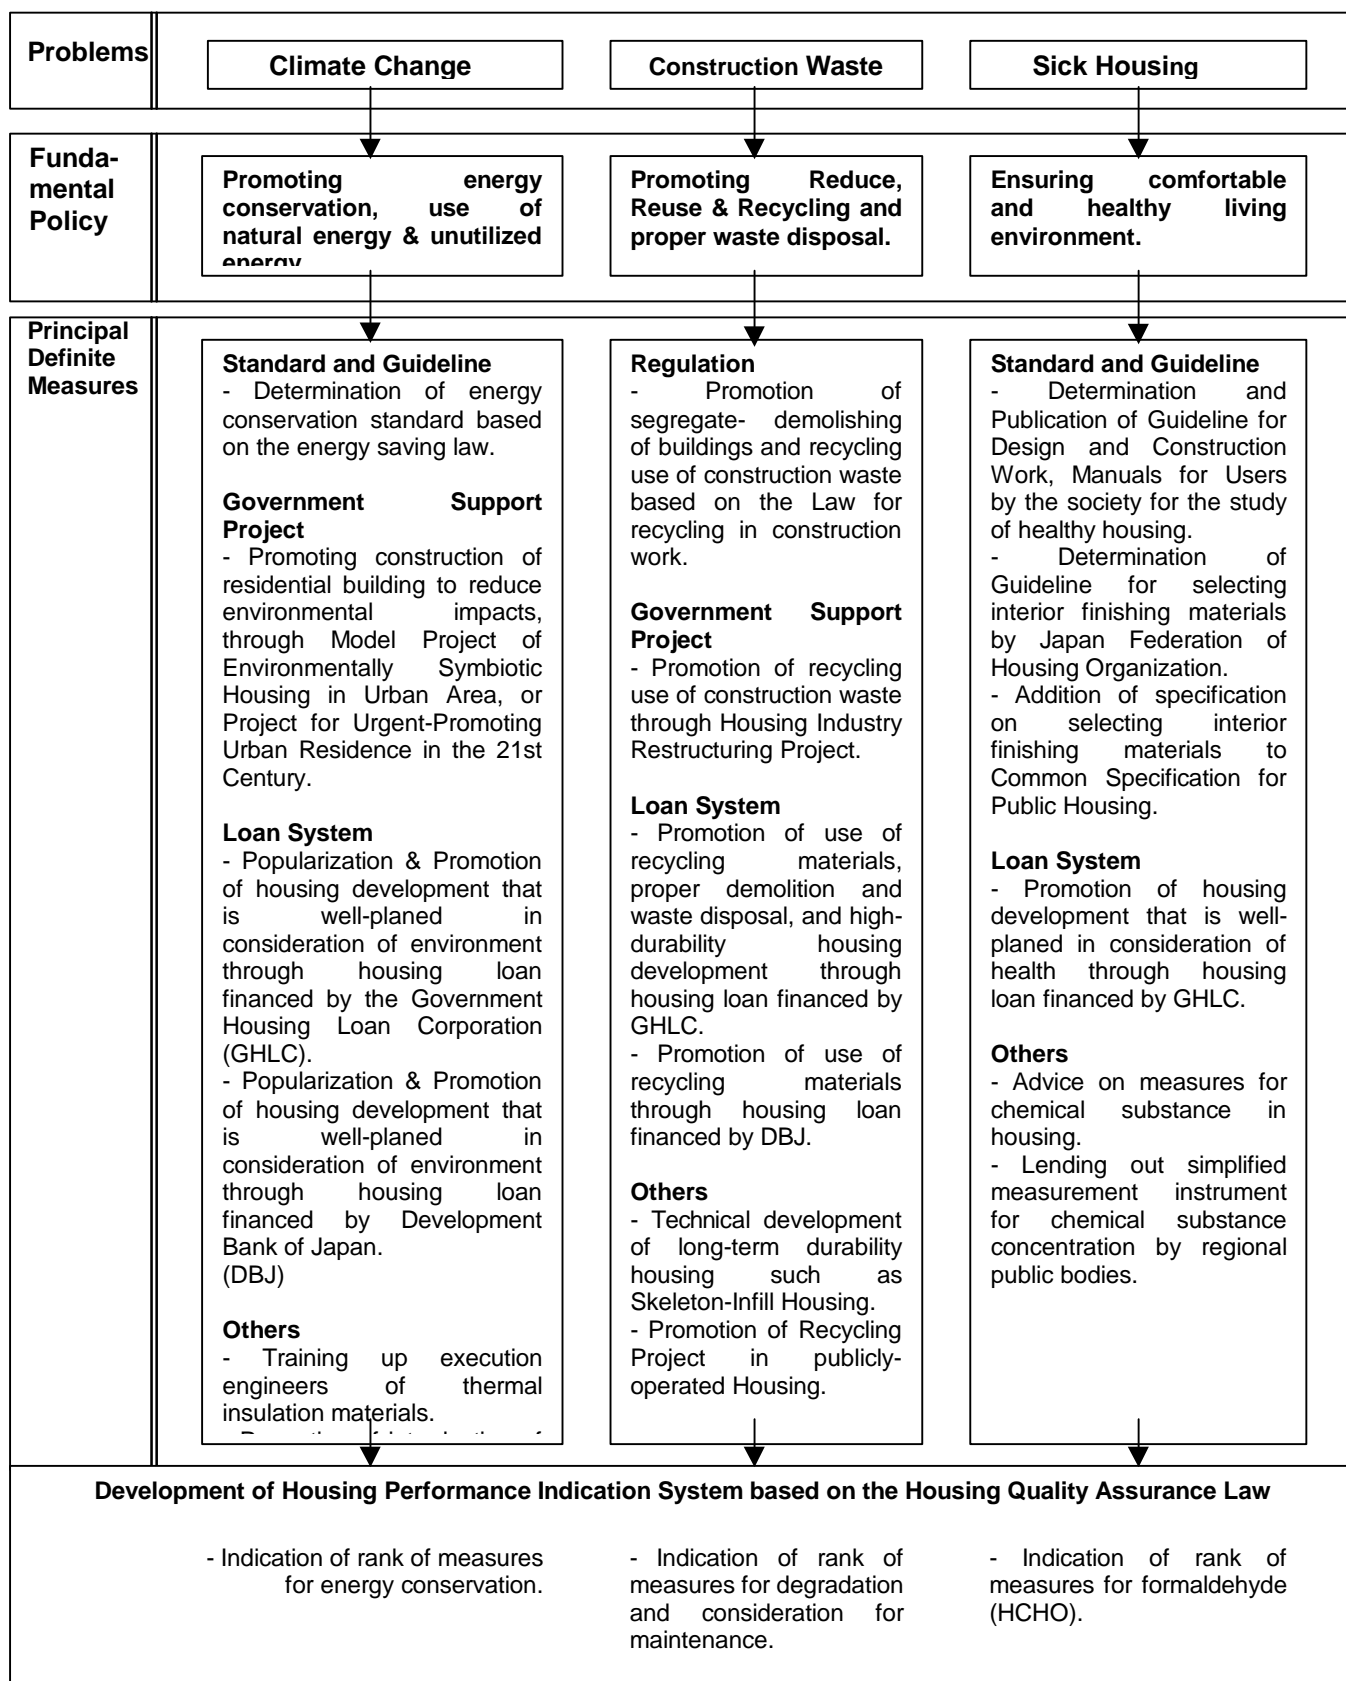 Problems
Climate Change
Construction Waste
Sick Housing
Funda-
mental
Policy
Promoting energy
conservation, use of
natural energy & unutilized
energy
Promoting Reduce,
Reuse & Recycling and
proper waste disposal.
Ensuring comfortable
and healthy living
environment.
Principal
Definite
Measures
Standard and Guideline
- Determination of energy
conservation standard based
on the energy saving law.
Government Support
Project
- Promoting construction of
residential building to reduce
environmental impacts,
through Model Project of
Environmentally Symbiotic
Housing in Urban Area, or
Project for Urgent-Promoting
Urban Residence in the 21st
Century.
Loan System
- Popularization & Promotion
of housing development that
is well-planed in
consideration of environment
through housing loan
financed by the Government
Housing Loan Corporation
(GHLC).
- Popularization & Promotion
of housing development that
is well-planed in
consideration of environment
through housing loan
financed by Development
Bank of Japan.
(DBJ)
Others
- Training up execution
engineers of thermal
insulation materials.
Regulation
- Promotion of
segregate- demolishing
of buildings and recycling
use of construction waste
based on the Law for
recycling in construction
work.
Government Support
Project
- Promotion of recycling
use of construction waste
through Housing Industry
Restructuring Project.
Loan System
- Promotion of use of
recycling materials,
proper demolition and
waste disposal, and high-
durability housing
development through
housing loan financed by
GHLC.
- Promotion of use of
recycling materials
through housing loan
financed by DBJ.
Others
- Technical development
of long-term durability
housing such as
Skeleton-Infill Housing.
- Promotion of Recycling
Project in publicly-
operated Housing.
Standard and Guideline
- Determination and
Publication of Guideline for
Design and Construction
Work, Manuals for Users
by the society for the study
of healthy housing.
- Determination of
Guideline for selecting
interior finishing materials
by Japan Federation of
Housing Organization.
- Addition of specification
on selecting interior
finishing materials to
Common Specification for
Public Housing.
Loan System
- Promotion of housing
development that is well-
planed in consideration of
health through housing
loan financed by GHLC.
Others
- Advice on measures for
chemical substance in
housing.
- Lending out simplified
measurement instrument
for chemical substance
concentration by regional
public bodies.
Development of Housing Performance Indication System based on the Housing Quality Assurance Law
- Indication of rank of measures
for energy conservation.
- Indication of rank of
measures for degradation
and consideration for
maintenance.
- Indication of rank of
measures for formaldehyde
(HCHO).